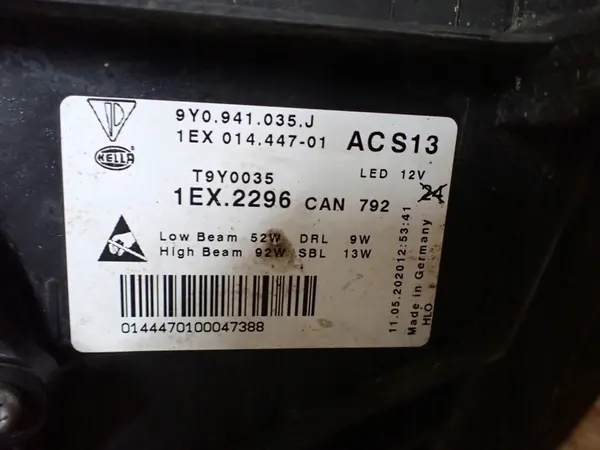 9Y0.941.035.J
1EX 014.447-01
ACS13
HELLA
T9Y0035
LED 12V
1EX.2296 CAN 792
24
Low Beam 52W DRL 9W
High Beam 92W SBL 13W
0144470100047388
11.05.202012:53:41
Made in Germany
HLO